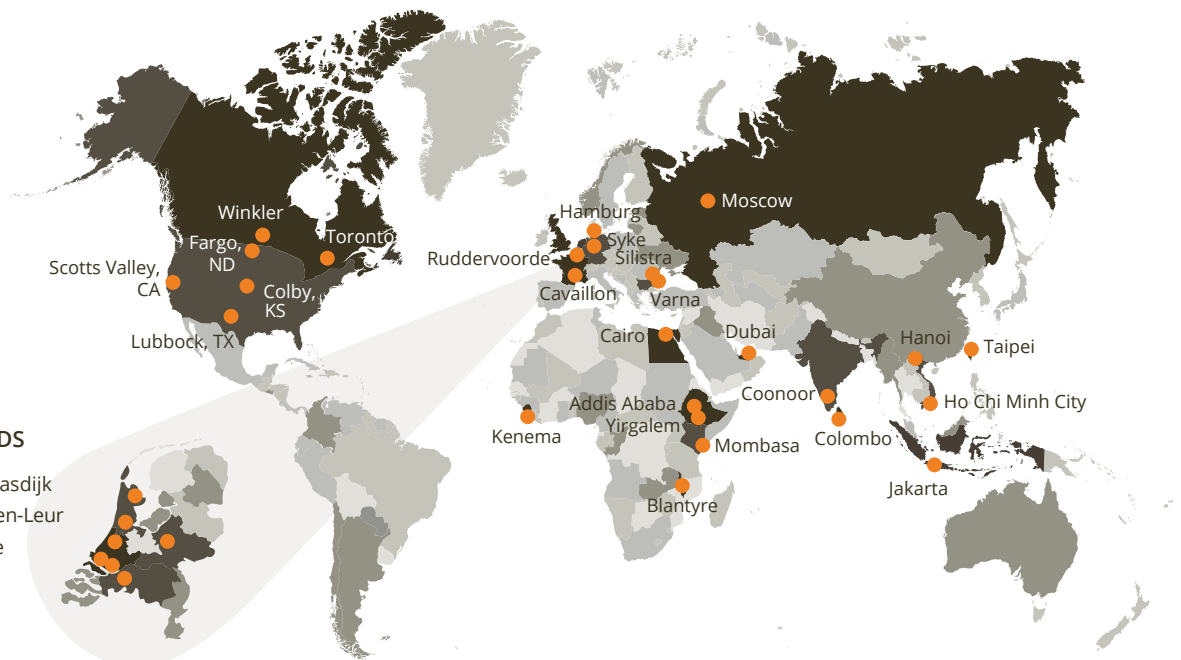 Winkler
Fargo,
ND
Toronto
Scotts Valley,
CA
Colby,
KS
Lubbock, TX
Hamburg
Syke
Ruddervoorde
Silistra
Cavaillon
Varna
Moscow
Cairo
Dubai
Hanoi
Taipei
Coonoor
Ho Chi Minh City
Addis Ababa
Yirgalem
Colombo
Kenema
Mombasa
Jakarta
Blantyre
DS
asdijk
en-Leur
e